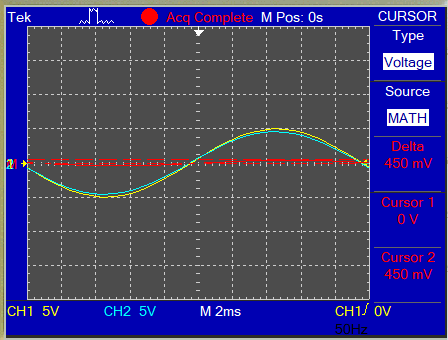 Tek Acq Complete M Pos: 0s CURSOR
Type
Voltage
Source
MATH
Delta
450 mV
Cursor 1
0 V
Cursor 2
450 mV
CH1 5V CH2 5V M 2ms CH1 0V
50Hz